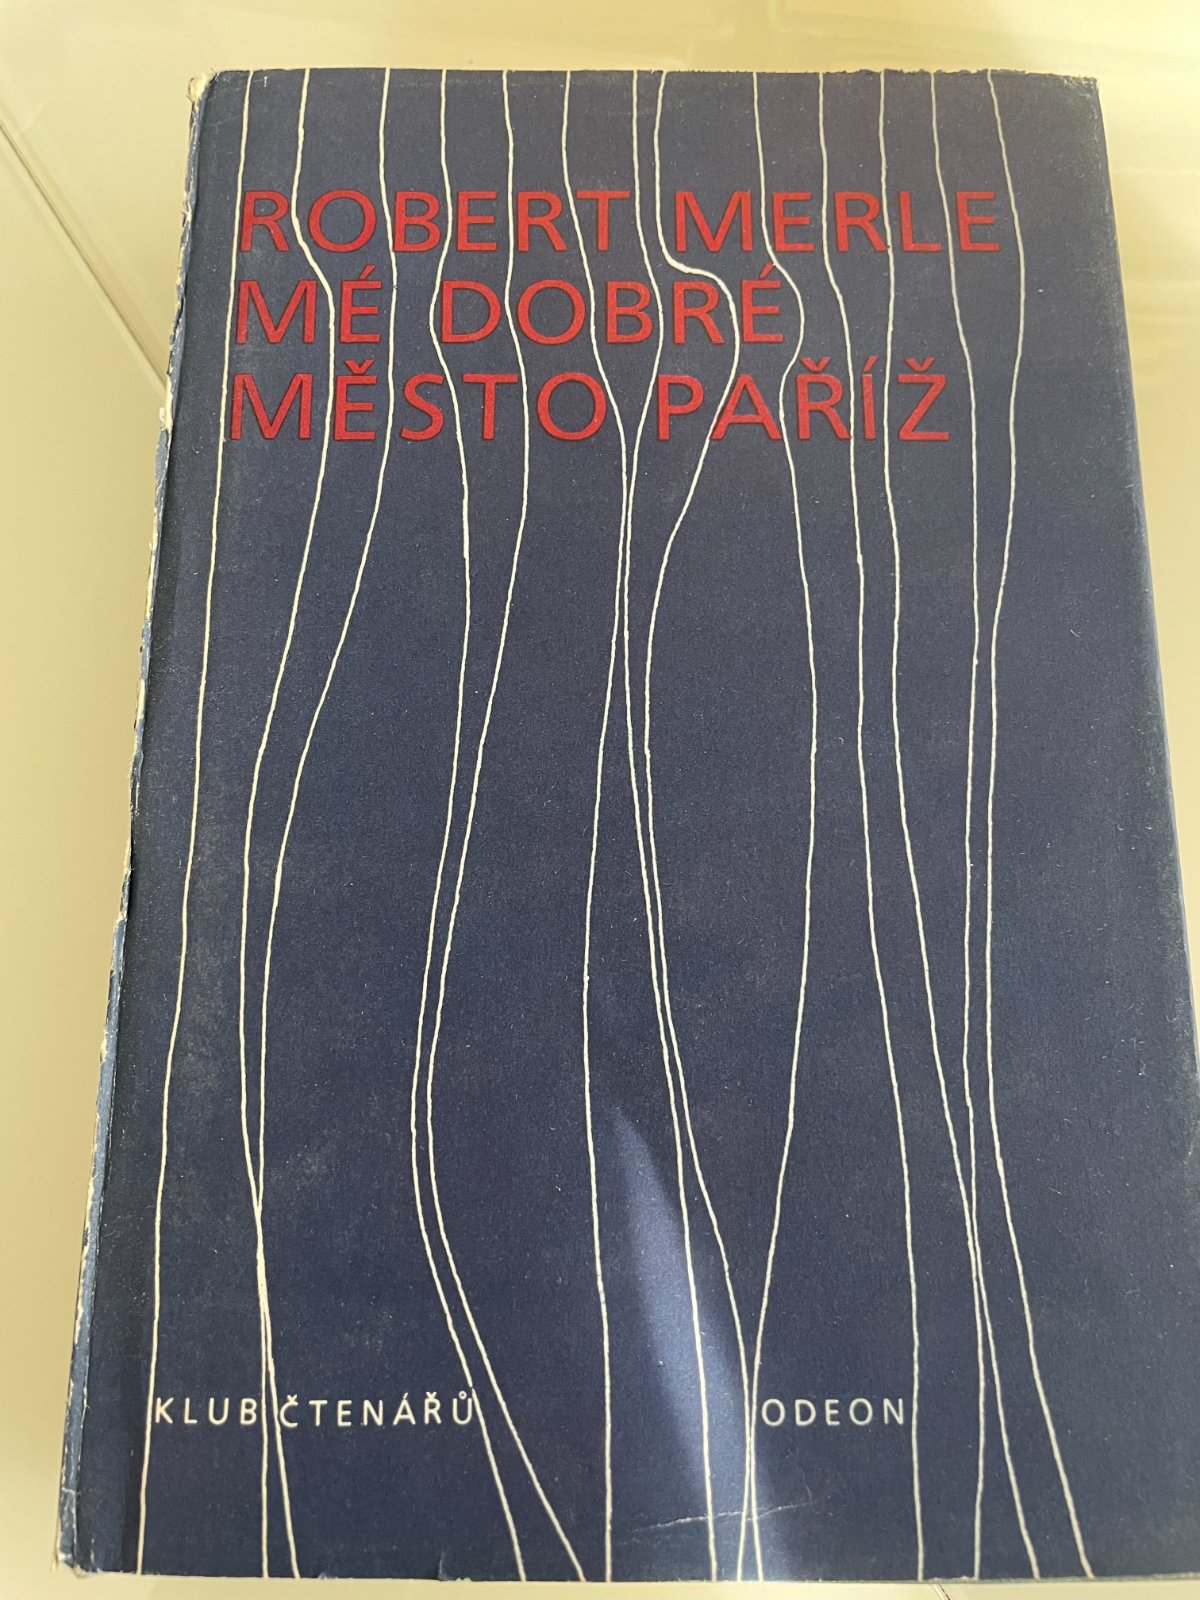 ROBERT MERLE
MÉ DOBRÉ
MĚSTO PAŘÍŽ
KLUB ČTENÁŘŮ ODEON